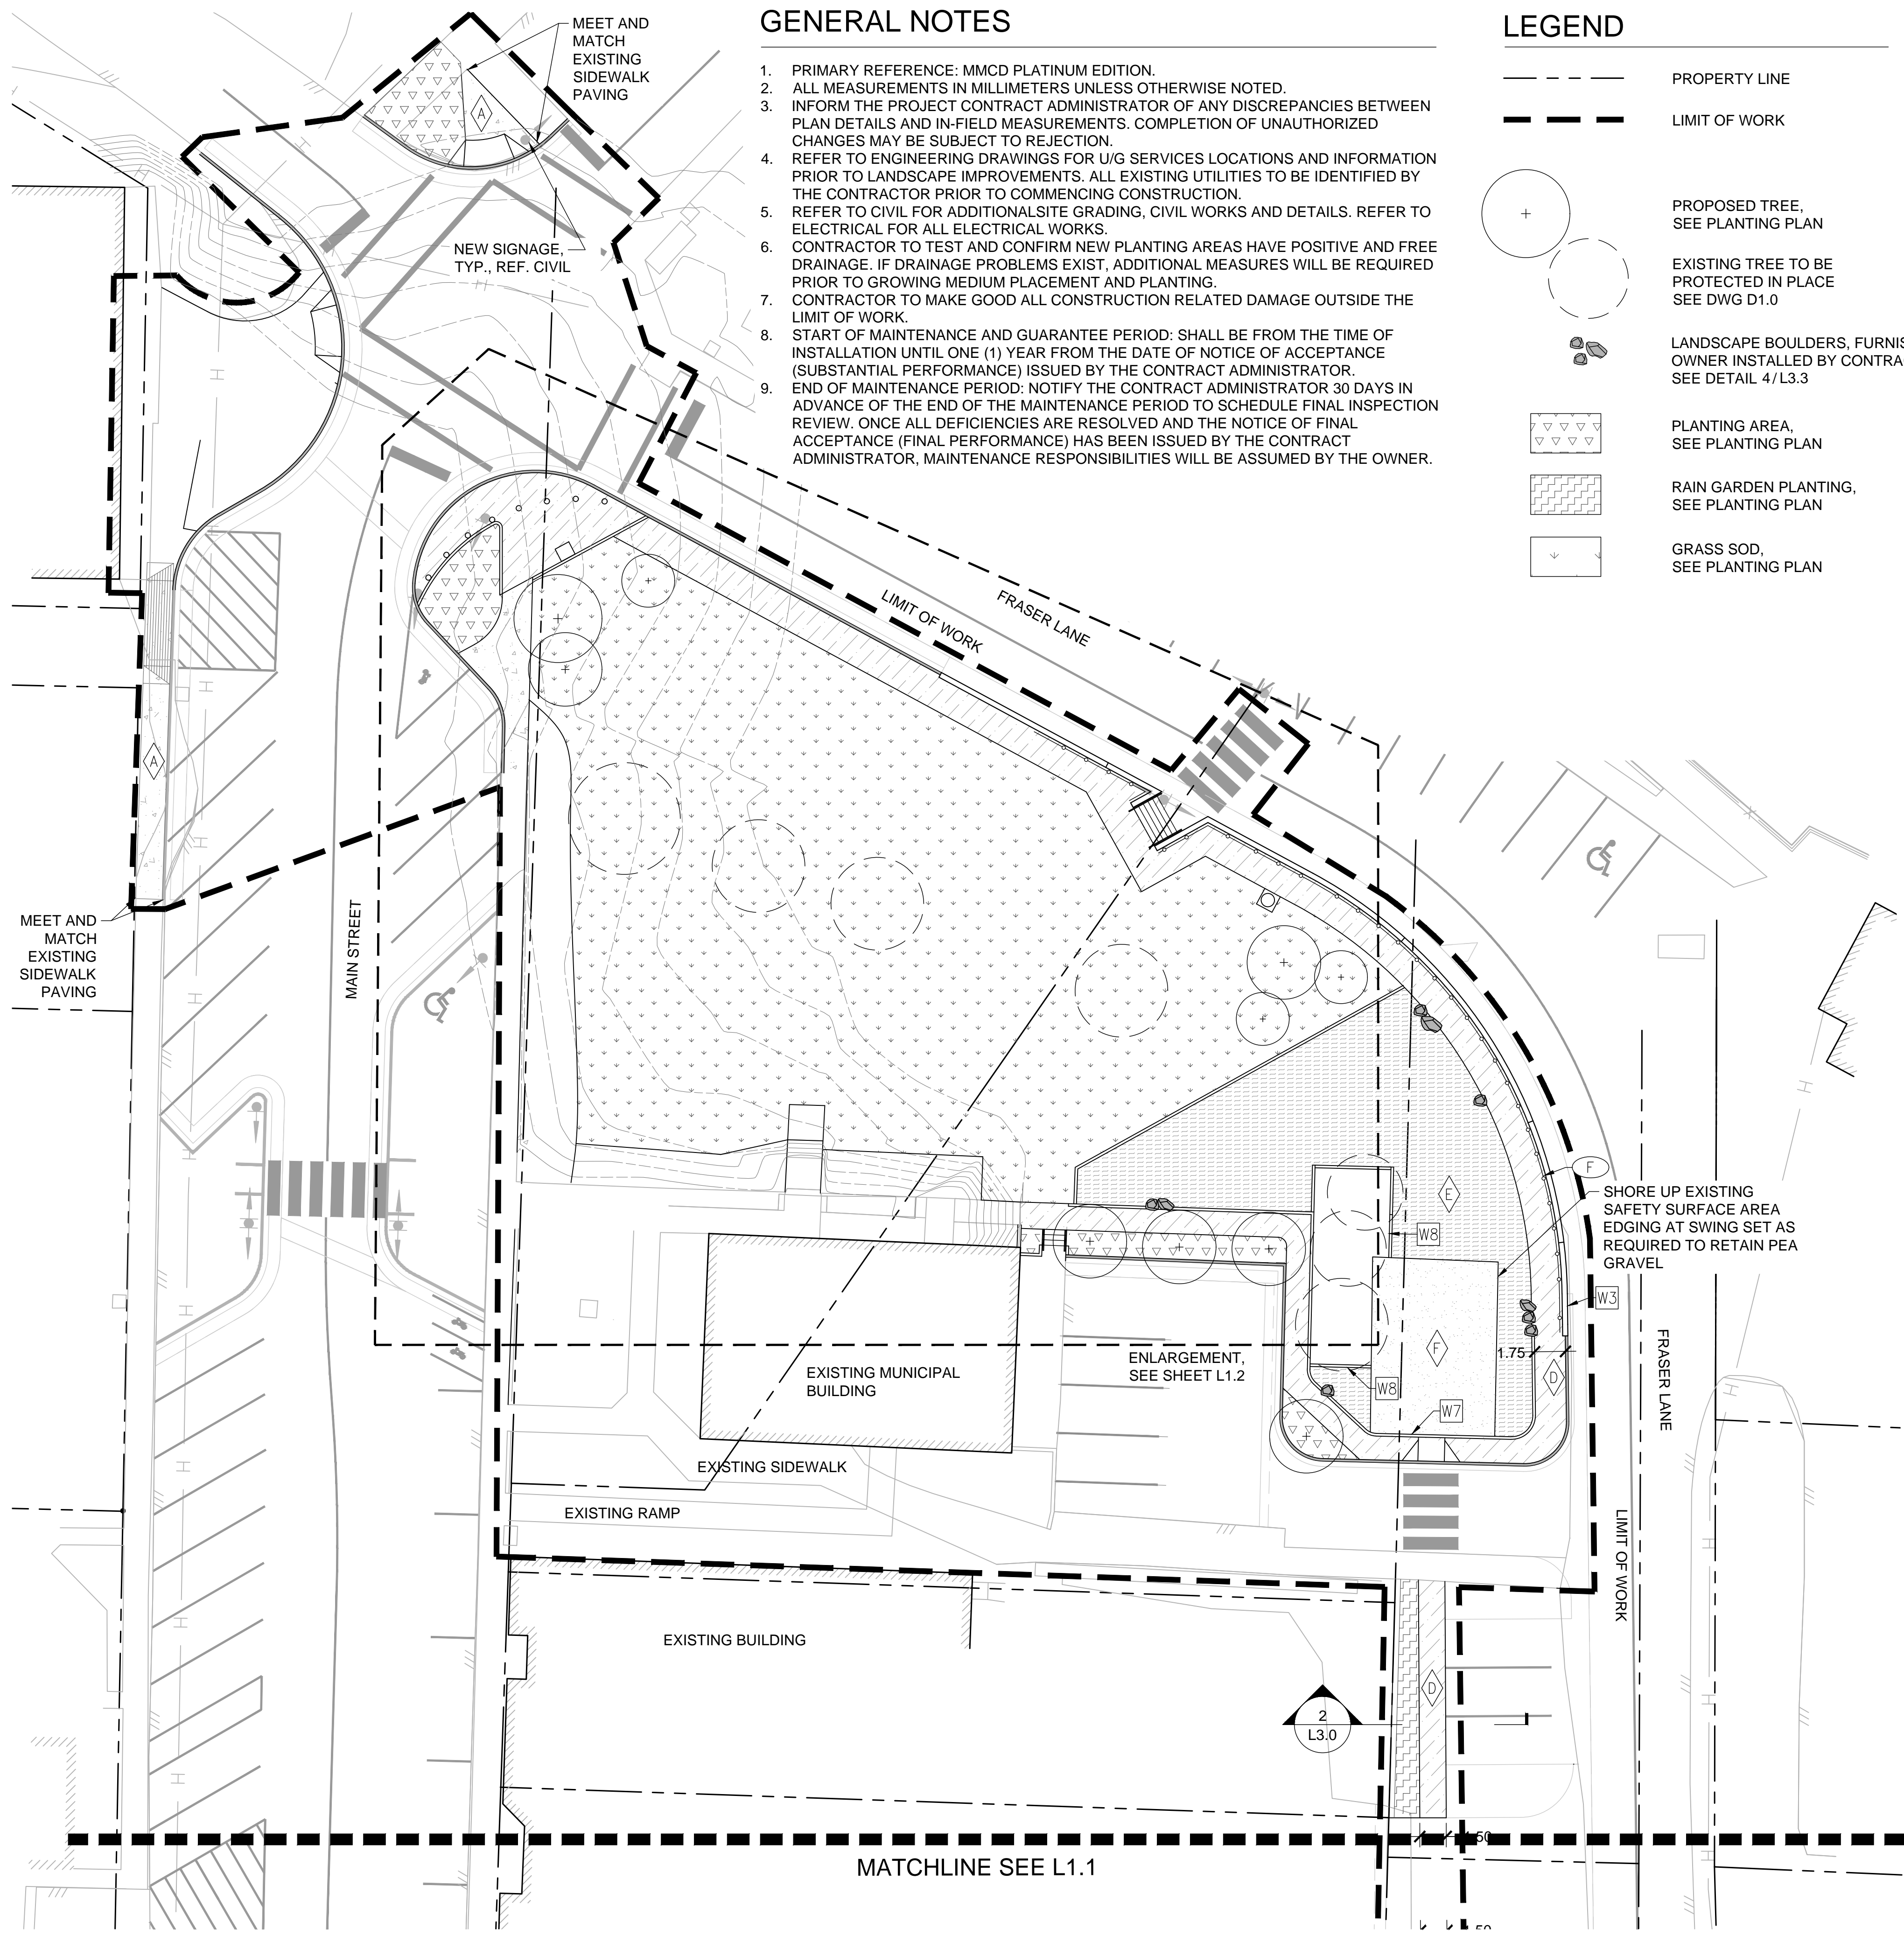 MEET AND
MATCH
EXISTING
SIDEWALK
PAVING
A
NEW SIGNAGE,
TYP., REF. CIVIL
GENERAL NOTES
1. PRIMARY REFERENCE: MMCD PLATINUM EDITION.
2. ALL MEASUREMENTS IN MILLIMETERS UNLESS OTHERWISE NOTED.
3. INFORM THE PROJECT CONTRACT ADMINISTRATOR OF ANY DISCREPANCIES BETWEEN
PLAN DETAILS AND IN-FIELD MEASUREMENTS. COMPLETION OF UNAUTHORIZED
CHANGES MAY BE SUBJECT TO REJECTION.
4. REFER TO ENGINEERING DRAWINGS FOR U/G SERVICES LOCATIONS AND INFORMATION
PRIOR TO LANDSCAPE IMPROVEMENTS. ALL EXISTING UTILITIES TO BE IDENTIFIED BY
THE CONTRACTOR PRIOR TO COMMENCING CONSTRUCTION.
5. REFER TO CIVIL FOR ADDITIONALSITE GRADING, CIVIL WORKS AND DETAILS. REFER TO
ELECTRICAL FOR ALL ELECTRICAL WORKS.
6. CONTRACTOR TO TEST AND CONFIRM NEW PLANTING AREAS HAVE POSITIVE AND FREE
DRAINAGE. IF DRAINAGE PROBLEMS EXIST, ADDITIONAL MEASURES WILL BE REQUIRED
PRIOR TO GROWING MEDIUM PLACEMENT AND PLANTING.
7. CONTRACTOR TO MAKE GOOD ALL CONSTRUCTION RELATED DAMAGE OUTSIDE THE
LIMIT OF WORK.
8. START OF MAINTENANCE AND GUARANTEE PERIOD: SHALL BE FROM THE TIME OF
INSTALLATION UNTIL ONE (1) YEAR FROM THE DATE OF NOTICE OF ACCEPTANCE
(SUBSTANTIAL PERFORMANCE) ISSUED BY THE CONTRACT ADMINISTRATOR.
9. END OF MAINTENANCE PERIOD: NOTIFY THE CONTRACT ADMINISTRATOR 30 DAYS IN
ADVANCE OF THE END OF THE MAINTENANCE PERIOD TO SCHEDULE FINAL INSPECTION
REVIEW. ONCE ALL DEFICIENCIES ARE RESOLVED AND THE NOTICE OF FINAL
ACCEPTANCE (FINAL PERFORMANCE) HAS BEEN ISSUED BY THE CONTRACT
ADMINISTRATOR, MAINTENANCE RESPONSIBILITIES WILL BE ASSUMED BY THE OWNER.
LEGEND
PROPERTY LINE
LIMIT OF WORK
PROPOSED TREE,
SEE PLANTING PLAN
EXISTING TREE TO BE
PROTECTED IN PLACE
SEE DWG D1.0
LANDSCAPE BOULDERS, FURNIS
OWNER INSTALLED BY CONTRA
SEE DETAIL 4/L3.3
PLANTING AREA,
SEE PLANTING PLAN
RAIN GARDEN PLANTING,
SEE PLANTING PLAN
GRASS SOD,
SEE PLANTING PLAN
LIMIT OF WORK
FRASER LANE
A
MEET AND
MATCH
EXISTING
SIDEWALK
PAVING
MAIN STREET
F
E
SHORE UP EXISTING
SAFETY SURFACE AREA
EDGING AT SWING SET AS
REQUIRED TO RETAIN PEA
GRAVEL
W8
W3
F
1.75
D
W8
W7
ENLARGEMENT,
SEE SHEET L1.2
EXISTING MUNICIPAL
BUILDING
FRASER LANE
EXISTING SIDEWALK
EXISTING RAMP
LIMIT OF WORK
EXISTING BUILDING
D
2
L3.0
MATCHLINE SEE L1.1